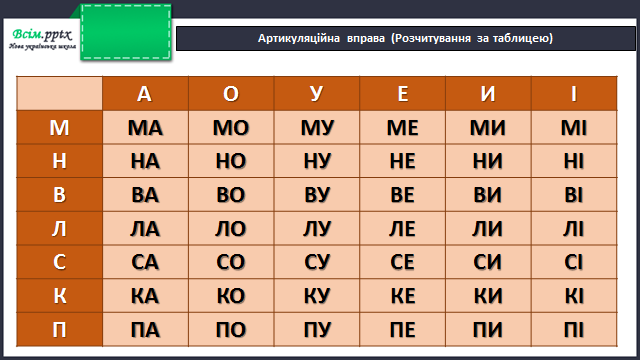 Всім.pptx
Нова українська школа
Артикуляційна вправа (Розчитування за таблицею)
А О У Е И І
М МА МО МУ МЕ МИ МІ
Н НА НО НУ НЕ НИ НІ
В ВА ВО ВУ ВЕ ВИ ВІ
Л ЛА ЛО ЛУ ЛЕ ЛИ ЛІ
С СА СО СУ СЕ СИ СІ
К КА КО КУ КЕ КИ КІ
П ПА ПО ПУ ПЕ ПИ ПІ